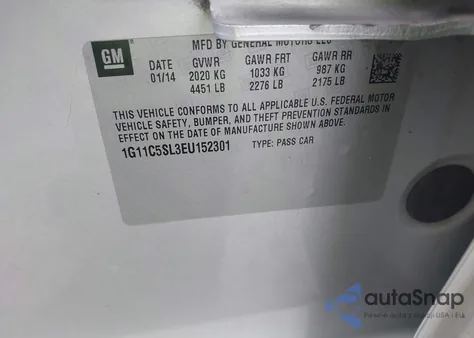 GM
MFD BY GENERAL MOTORS LLC
DATE GVWR GAWR FRT GAWR RR
01/14 2020 KG 1033 KG 987 KG
4451 LB 2276 LB 2175 LB
THIS VEHICLE CONFORMS TO ALL APPLICABLE U.S. FEDERAL MOTOR
VEHICLE SAFETY, BUMPER, AND THEFT PREVENTION STANDARDS IN
EFFECT ON THE DATE OF MANUFACTURE SHOWN ABOVE.
1G11C5SL3EU152301 TYPE: PASS CAR
autaSnap